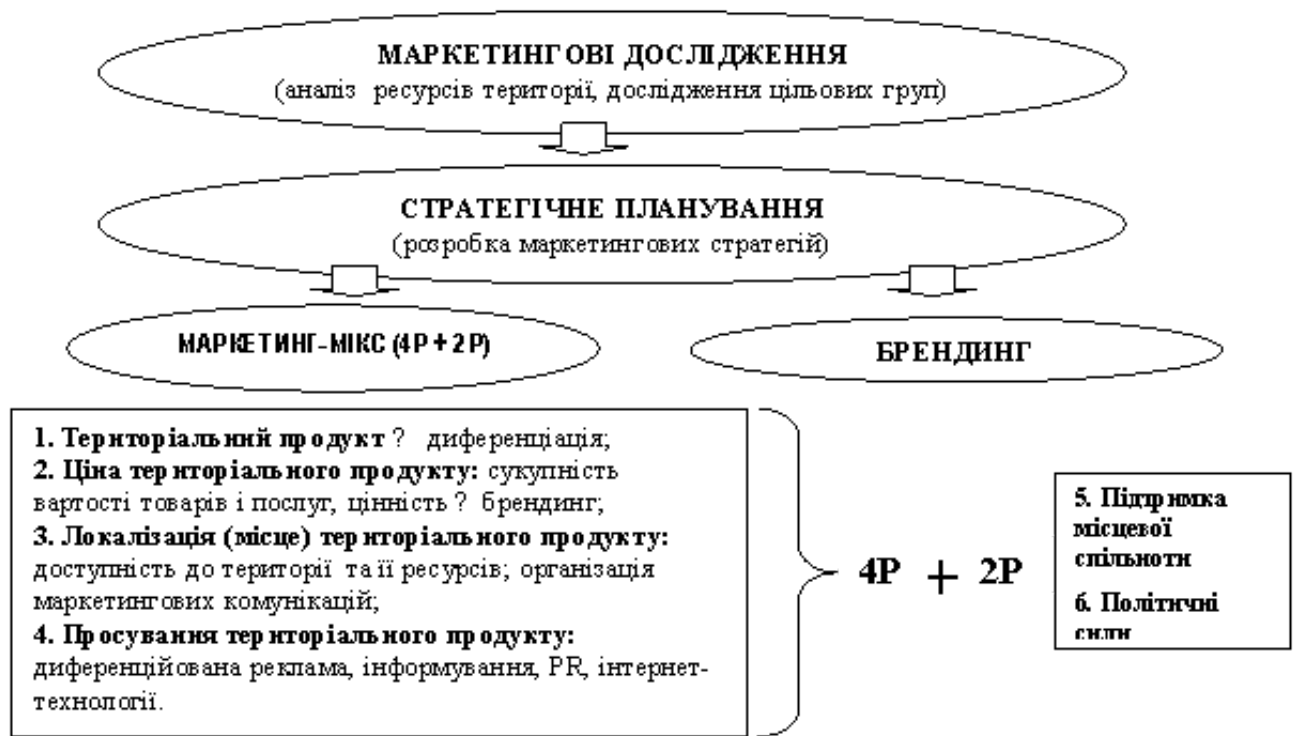 МАРКЕТИНГОВІ ДОСЛІДЖЕННЯ
(аналіз ресурсів території, дослідження цільових груп)
СТРАТЕГІЧНЕ ПЛАНУВАННЯ
(розробка маркетингових стратегій)
МАРКЕТИНГ-МІКС (4Р + 2Р)
БРЕНДИНГ
1. Територіальний продукт ? диференціація;
2. Ціна територіального продукту: сукупність
вартості товарів і послуг, цінність ? брендинг;
3. Локалізація (місце) територіального продукту:
доступність до території та її ресурсів; організація
маркетингових комунікацій;
4. Просування територіального продукту:
диференційована реклама, інформування, PR, інтернет-
технології.
4Р + 2Р
5. Підтримка
місцевої
спільноти
6. Політичні
сили